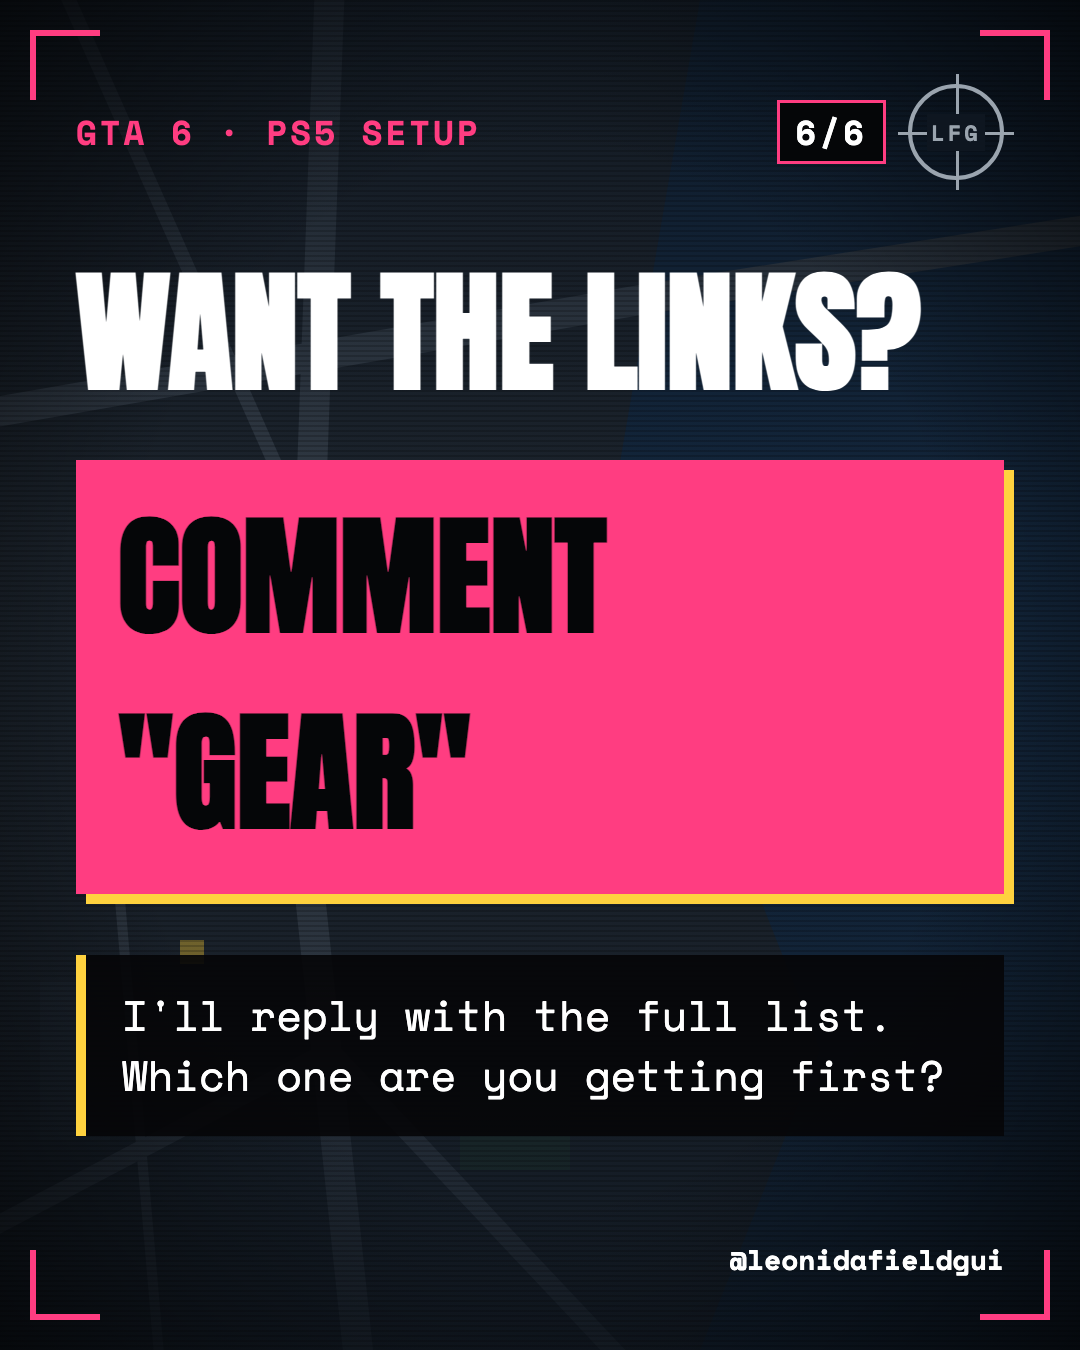 GTA 6 · PS5 SETUP
6/6
LFG
WANT THE LINKS?
COMMENT
"GEAR"
I'll reply with the full list.
Which one are you getting first?
@leonidafieldgui